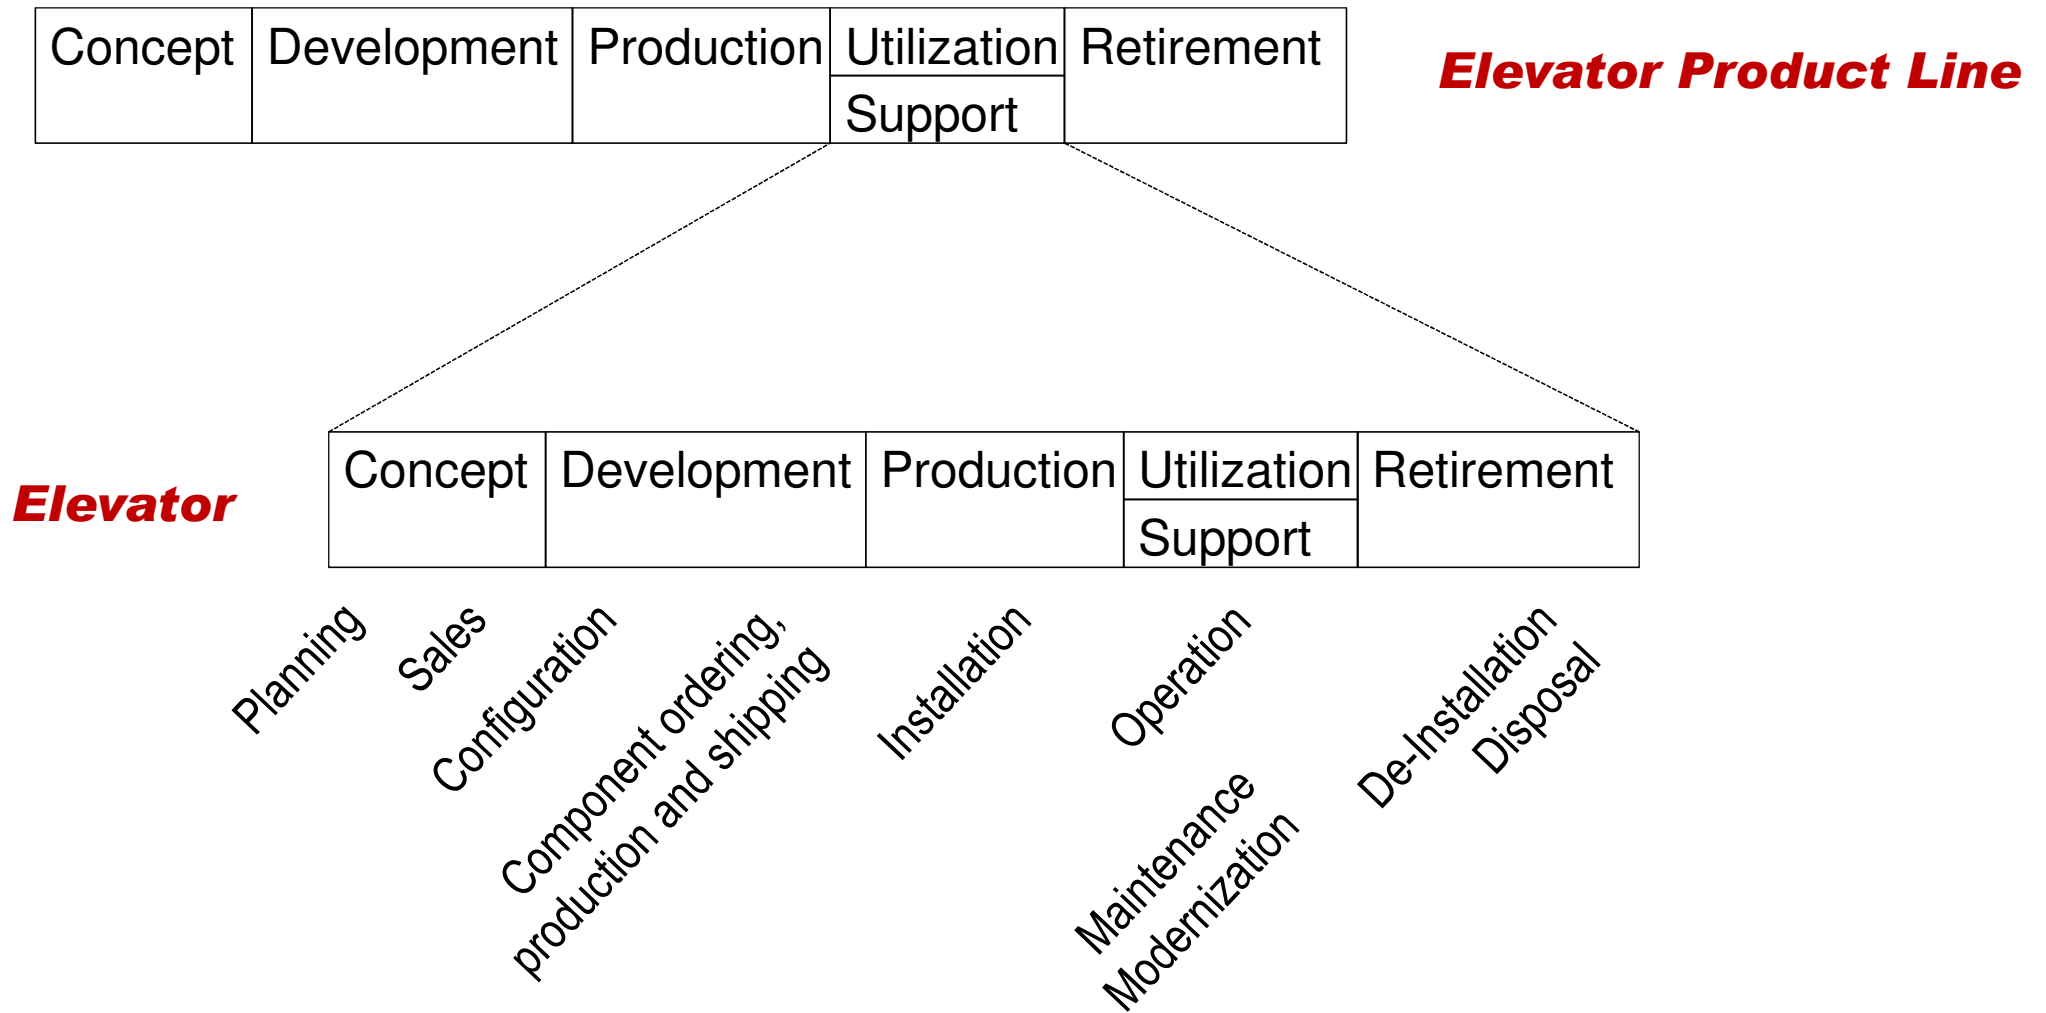 Concept
Development
Production
Utilization
Support
Retirement
Elevator Product Line
Elevator
Concept
Development
Production
Utilization
Support
Retirement
Planning
Sales
Configuration
Component ordering,
production and shipping
Installation
Operation
Maintenance
Modernization
De-Installation
Disposal